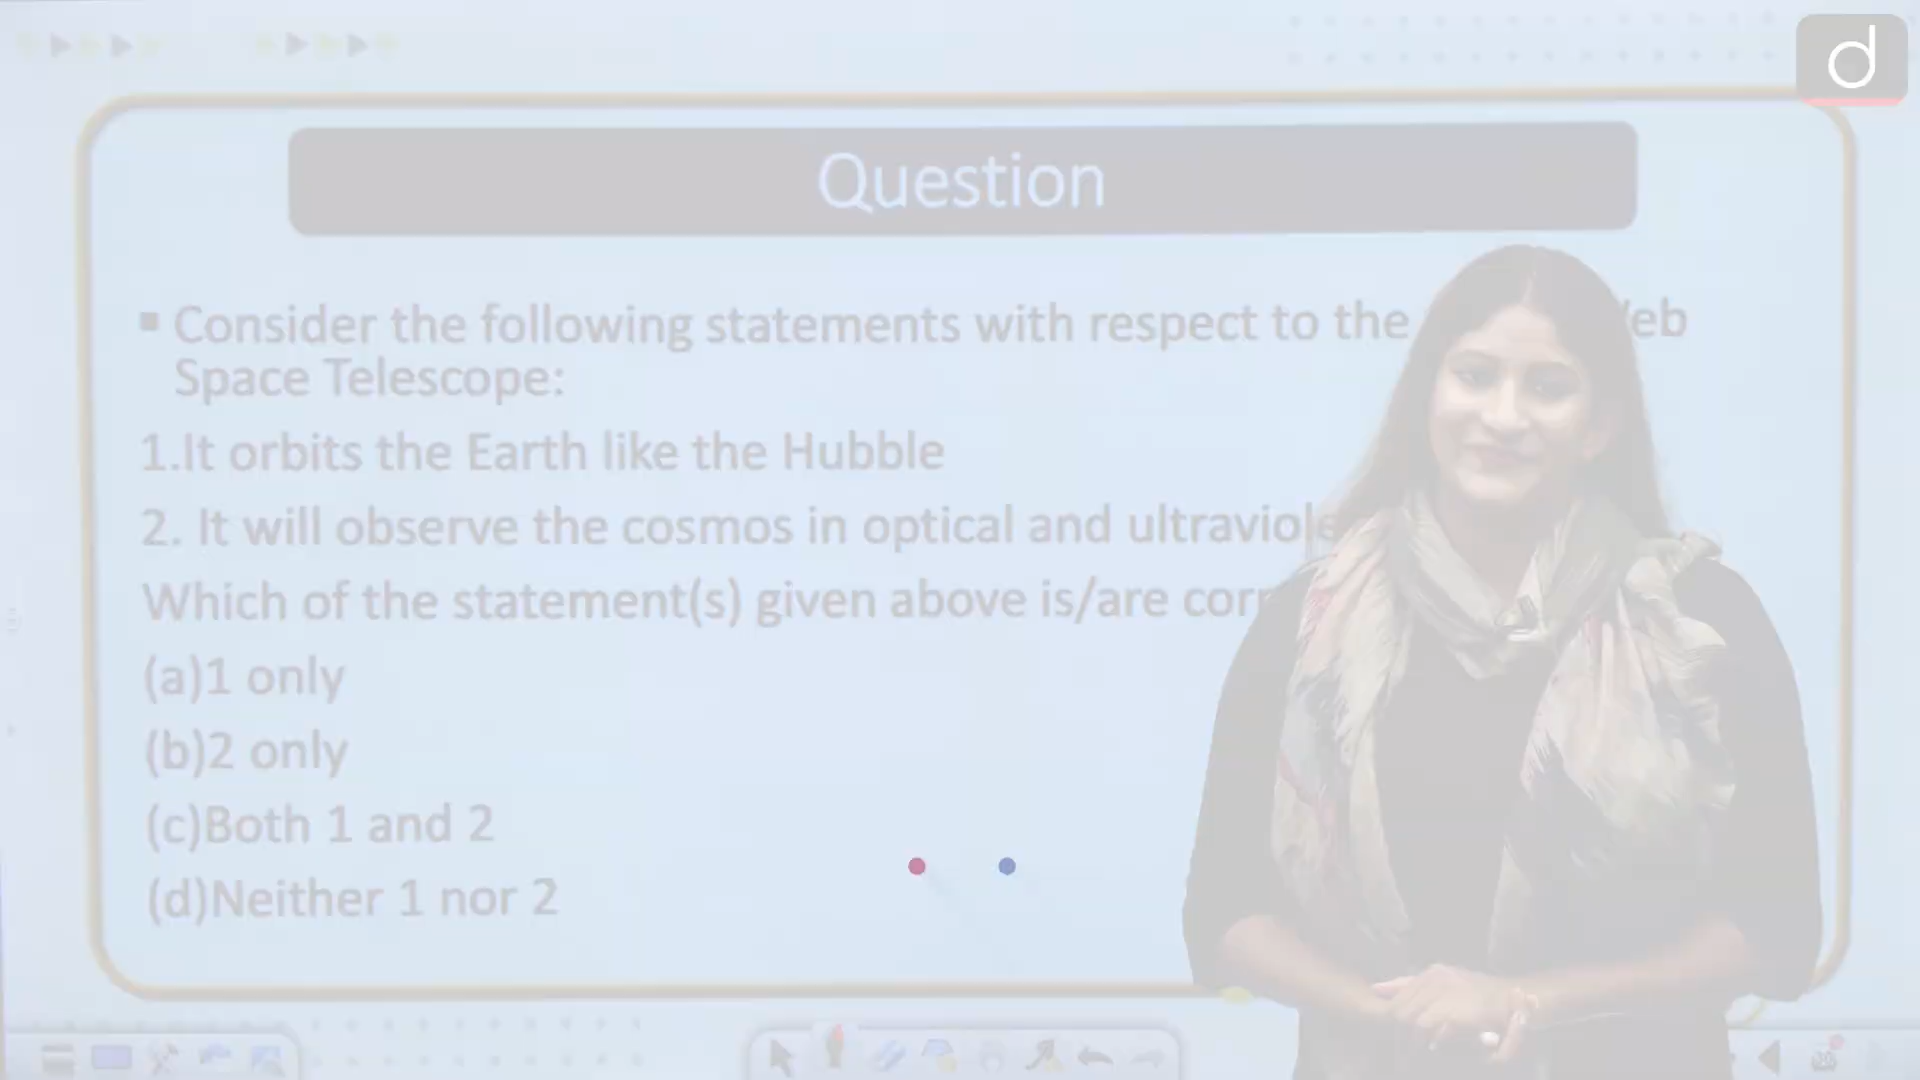 d
Question
▪ Consider the following statements with respect to the eb
Space Telescope:
1.It orbits the Earth like the Hubble
2. It will observe the cosmos in optical and
Which of the statement(s) given above is/are
(a)1 only
(b)2 only
(c)Both 1 and 2
(d)Neither 1 nor 2